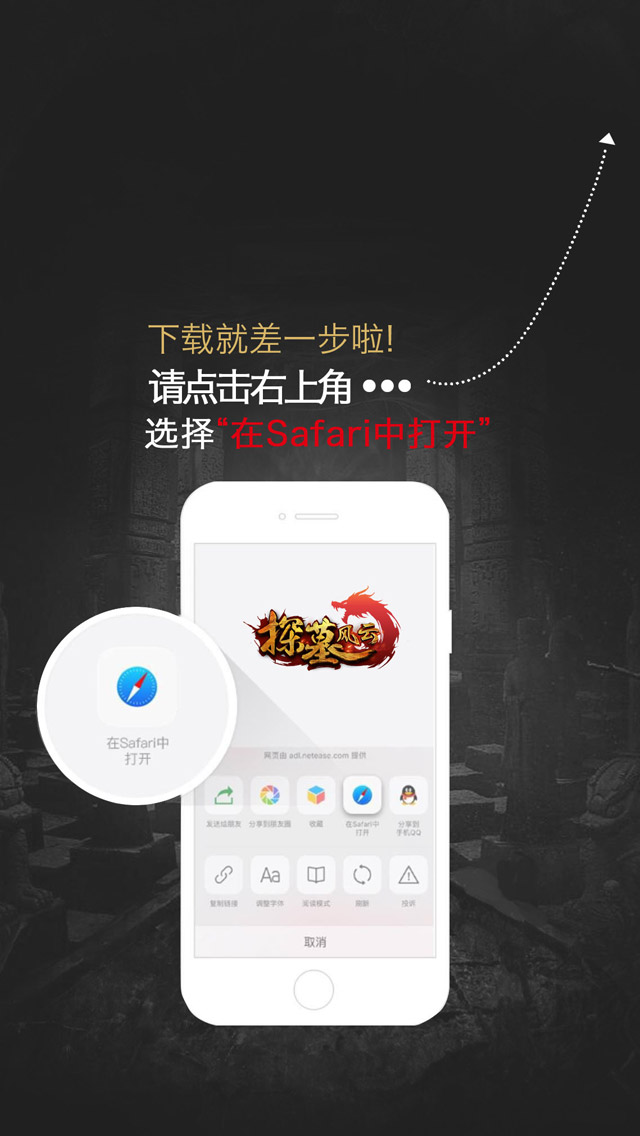 下载就差一步啦!
请点击右上角 ●●●
选择“在Safari中打开”
探墓风云
在Safari中
打开
网页由 adl.netease.com 提供
发送给朋友
分享到朋友圈
收藏
在Safari中
打开
分享到
手机QQ
Aa
复制链接
调整字体
阅读模式
刷新
投诉
取消